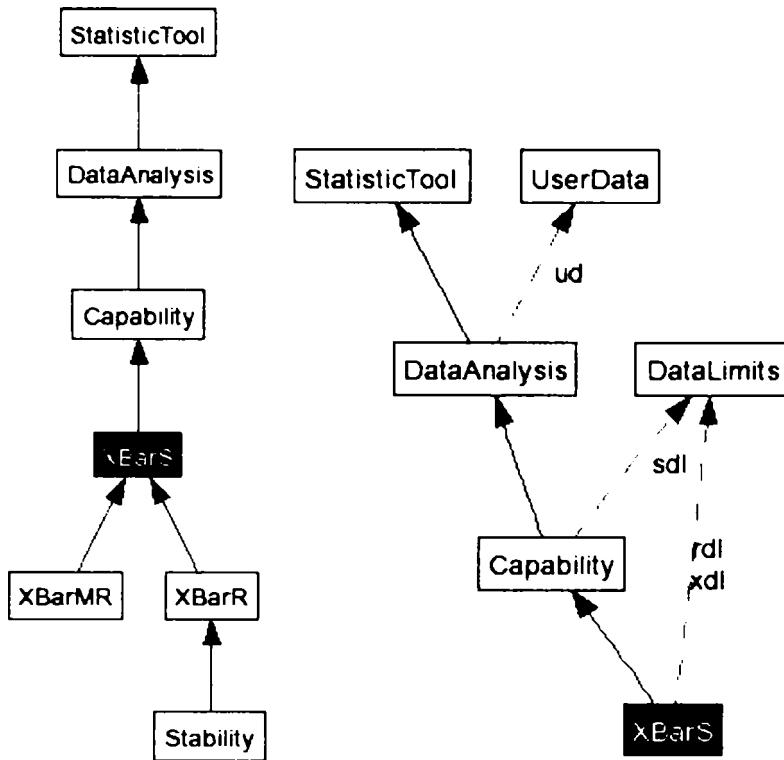 StatisticTool
DataAnalysis
Capability
XBarS
XBarMR
XBarR
Stability
StatisticTool
UserData
ud
DataAnalysis
DataLimits
sdl
Capability
rdl
xdl
XBarS